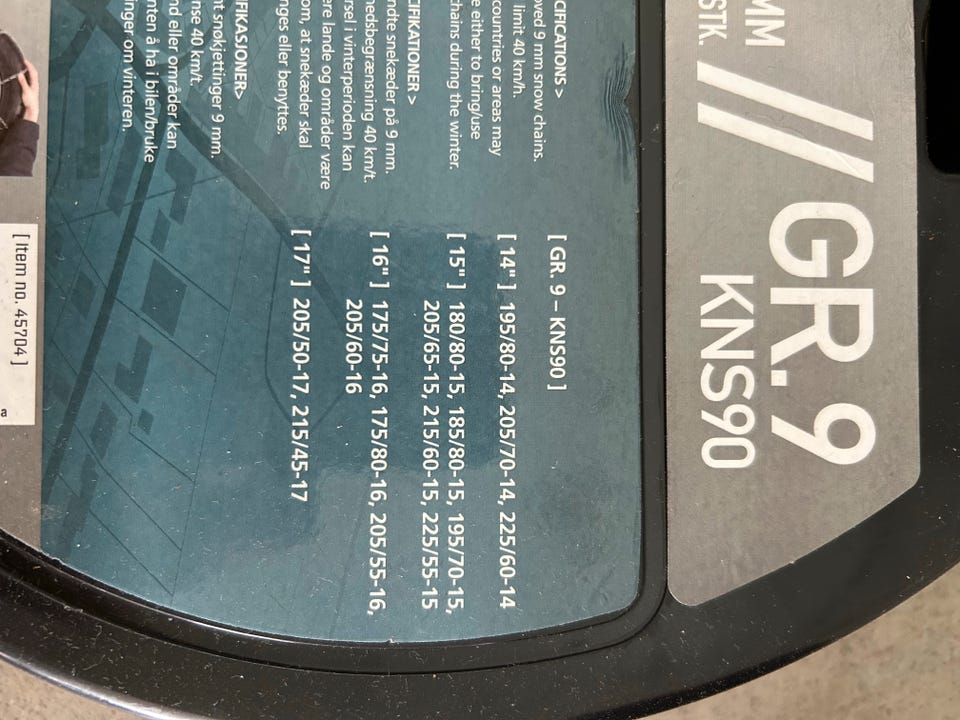 MM
STK.
// GR. 9
KNS90
CIFICATIONS >
oved 9 mm snow chains.
limit 40 km/h.
countries or areas may
e either to bring/use
chains during the winter.
CIFIKATIONER >
ndte snekæder på 9 mm.
medsbegrænsning 40 km/t.
rsel i vinterperioden kan
ere lande og områder være
om, at snekæder skal
nges eller benyttes.
IFIKASJONER>
nt snøkjettinger 9 mm.
nse 40 km/t.
nd eller områder kan
nten å ha i bilen/bruke
inger om vinteren.
[ GR. 9 – KNS90 ]
[ 14" ] 195/80-14, 205/70-14, 225/60-14
[ 15" ] 180/80-15, 185/80-15, 195/70-15,
205/65-15, 215/60-15, 225/55-15
[ 16" ] 175/75-16, 175/80-16, 205/55-16,
205/60-16
[ 17" ] 205/50-17, 215/45-17
[ Item no. 45704 ]
a